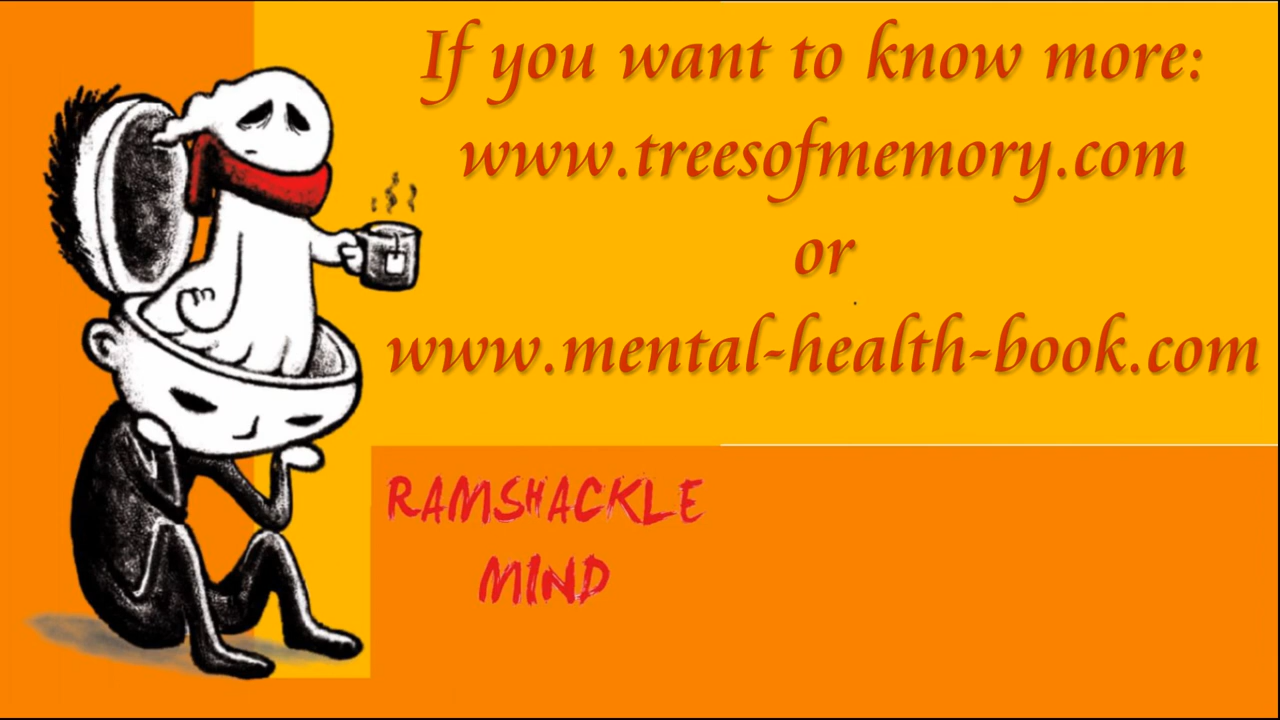 If you want to know more:
www.treesofmemory.com
or
www.mental-health-book.com
RAMSHACKLE
MIND